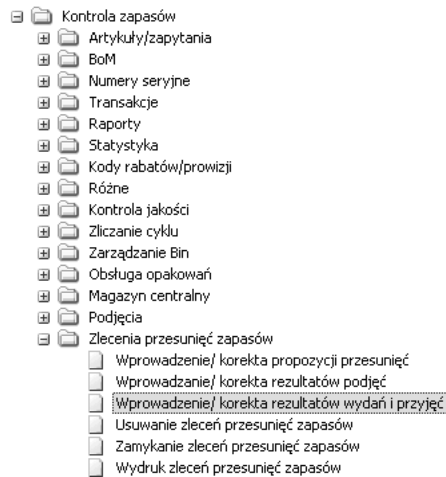 Kontrola zapasów
Artykuły/zapytania
BoM
Numery seryjne
Transakcje
Raporty
Statystyka
Kody rabatów/prowizji
Różne
Kontrola jakości
Zliczanie cyklu
Zarządzanie Bin
Obsługa opakowań
Magazyn centralny
Podjęcia
Zlecenia przesunięć zapasów
Wprowadzenie/ korekta propozycji przesunięć
Wprowadzanie/ korekta rezultatów podjęć
Wprowadzenie/ korekta rezultatów wydań i przyjęć
Usuwanie zleceń przesunięć zapasów
Zamykanie zleceń przesunięć zapasów
Wydruk zleceń przesunięć zapasów